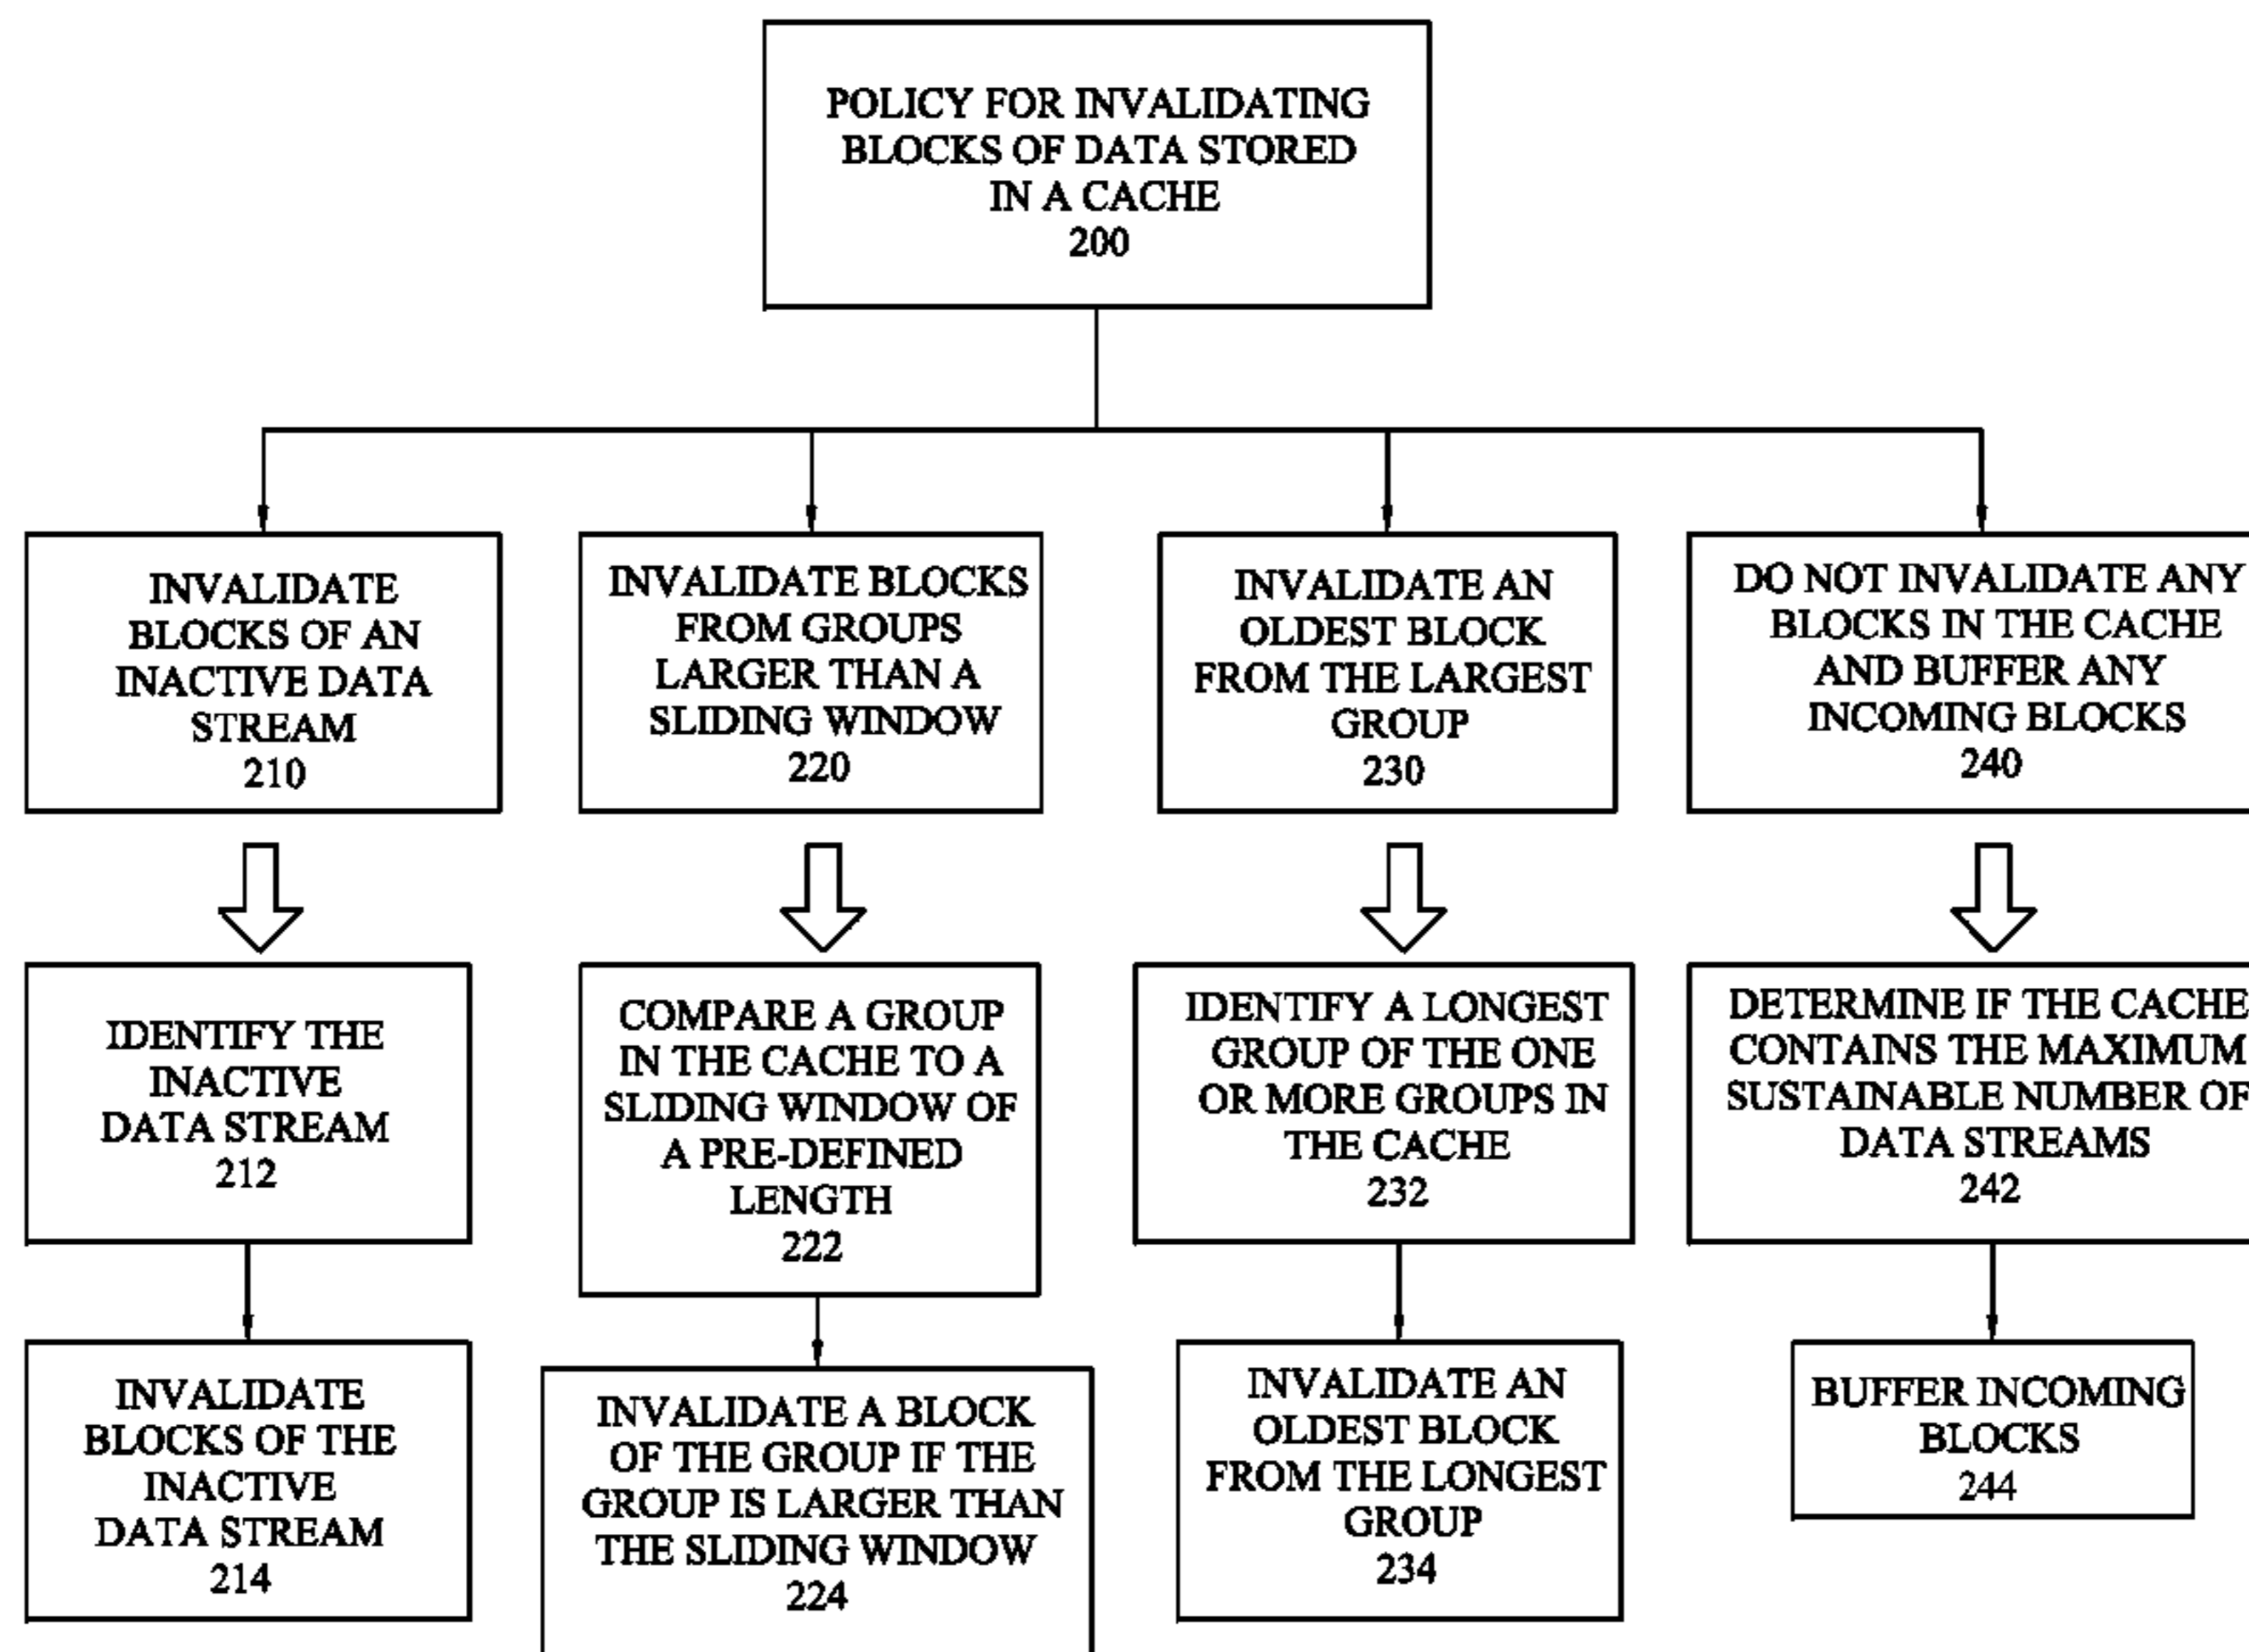 POLICY FOR INVALIDATING
BLOCKS OF DATA STORED
IN A CACHE
200
INVALIDATE
BLOCKS OF AN
INACTIVE DATA
STREAM
210
INVALIDATE BLOCKS
FROM GROUPS
LARGER THAN A
SLIDING WINDOW
220
INVALIDATE AN
OLDEST BLOCK
FROM THE LARGEST
GROUP
230
DO NOT INVALIDATE ANY
BLOCKS IN THE CACHE
AND BUFFER ANY
INCOMING BLOCKS
240
IDENTIFY THE
INACTIVE
DATA STREAM
212
COMPARE A GROUP
IN THE CACHE TO A
SLIDING WINDOW OF
A PRE-DEFINED
LENGTH
222
IDENTIFY A LONGEST
GROUP OF THE ONE
OR MORE GROUPS IN
THE CACHE
232
DETERMINE IF THE CACHE
CONTAINS THE MAXIMUM
SUSTAINABLE NUMBER OF
DATA STREAMS
242
INVALIDATE
BLOCKS OF THE
INACTIVE
DATA STREAM
214
INVALIDATE A BLOCK
OF THE GROUP IF THE
GROUP IS LARGER THAN
THE SLIDING WINDOW
224
INVALIDATE AN
OLDEST BLOCK
FROM THE LONGEST
GROUP
234
BUFFER INCOMING
BLOCKS
244